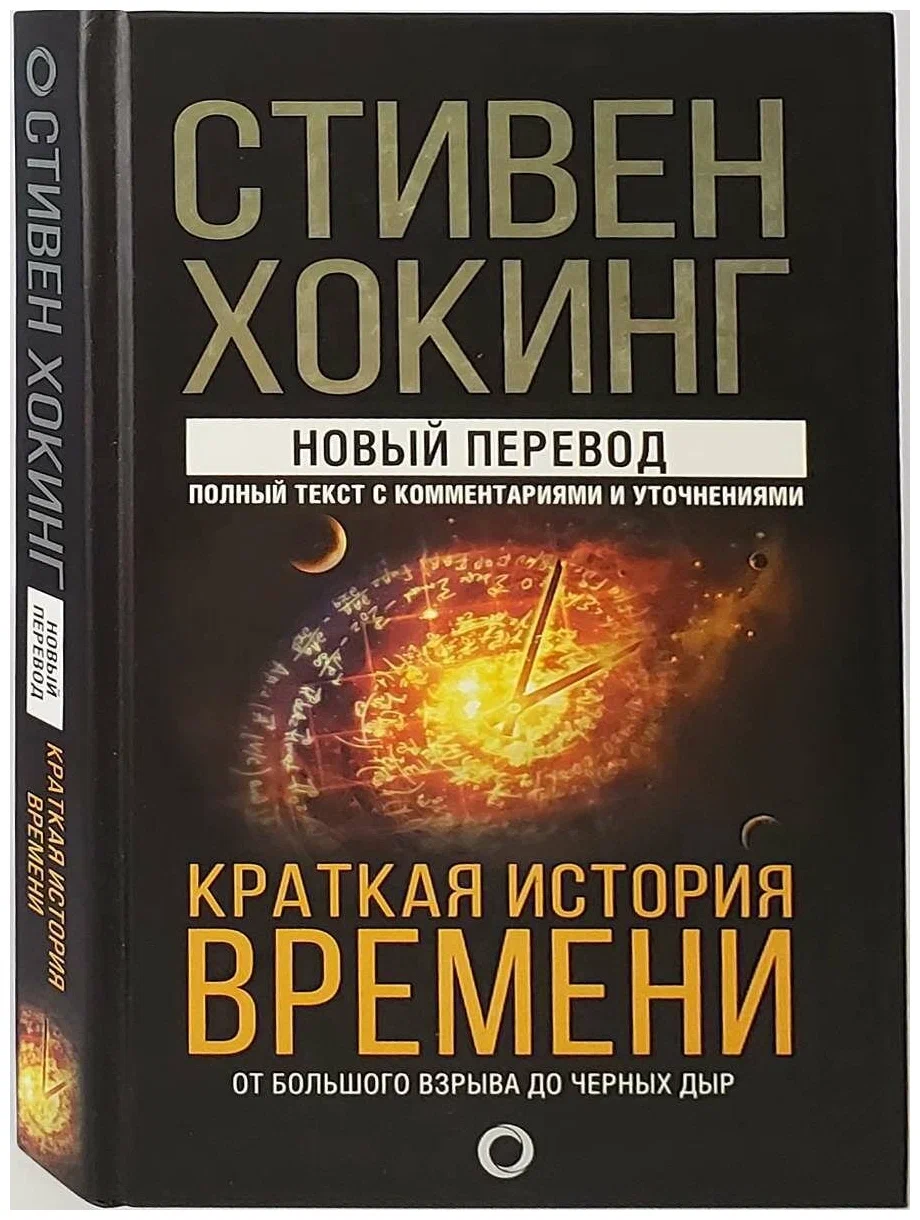 СТИВЕН
ХОКИНГ
НОВЫЙ ПЕРЕВОД
ПОЛНЫЙ ТЕКСТ С КОММЕНТАРИЯМИ И УТОЧНЕНИЯМИ
КРАТКАЯ ИСТОРИЯ
ВРЕМЕНИ
ОТ БОЛЬШОГО ВЗРЫВА ДО ЧЕРНЫХ ДЫР
СТИВЕН ХОКИНГ
НОВЫЙ
ПЕРЕВОД
КРАТКАЯ ИСТОРИЯ
ВРЕМЕНИ